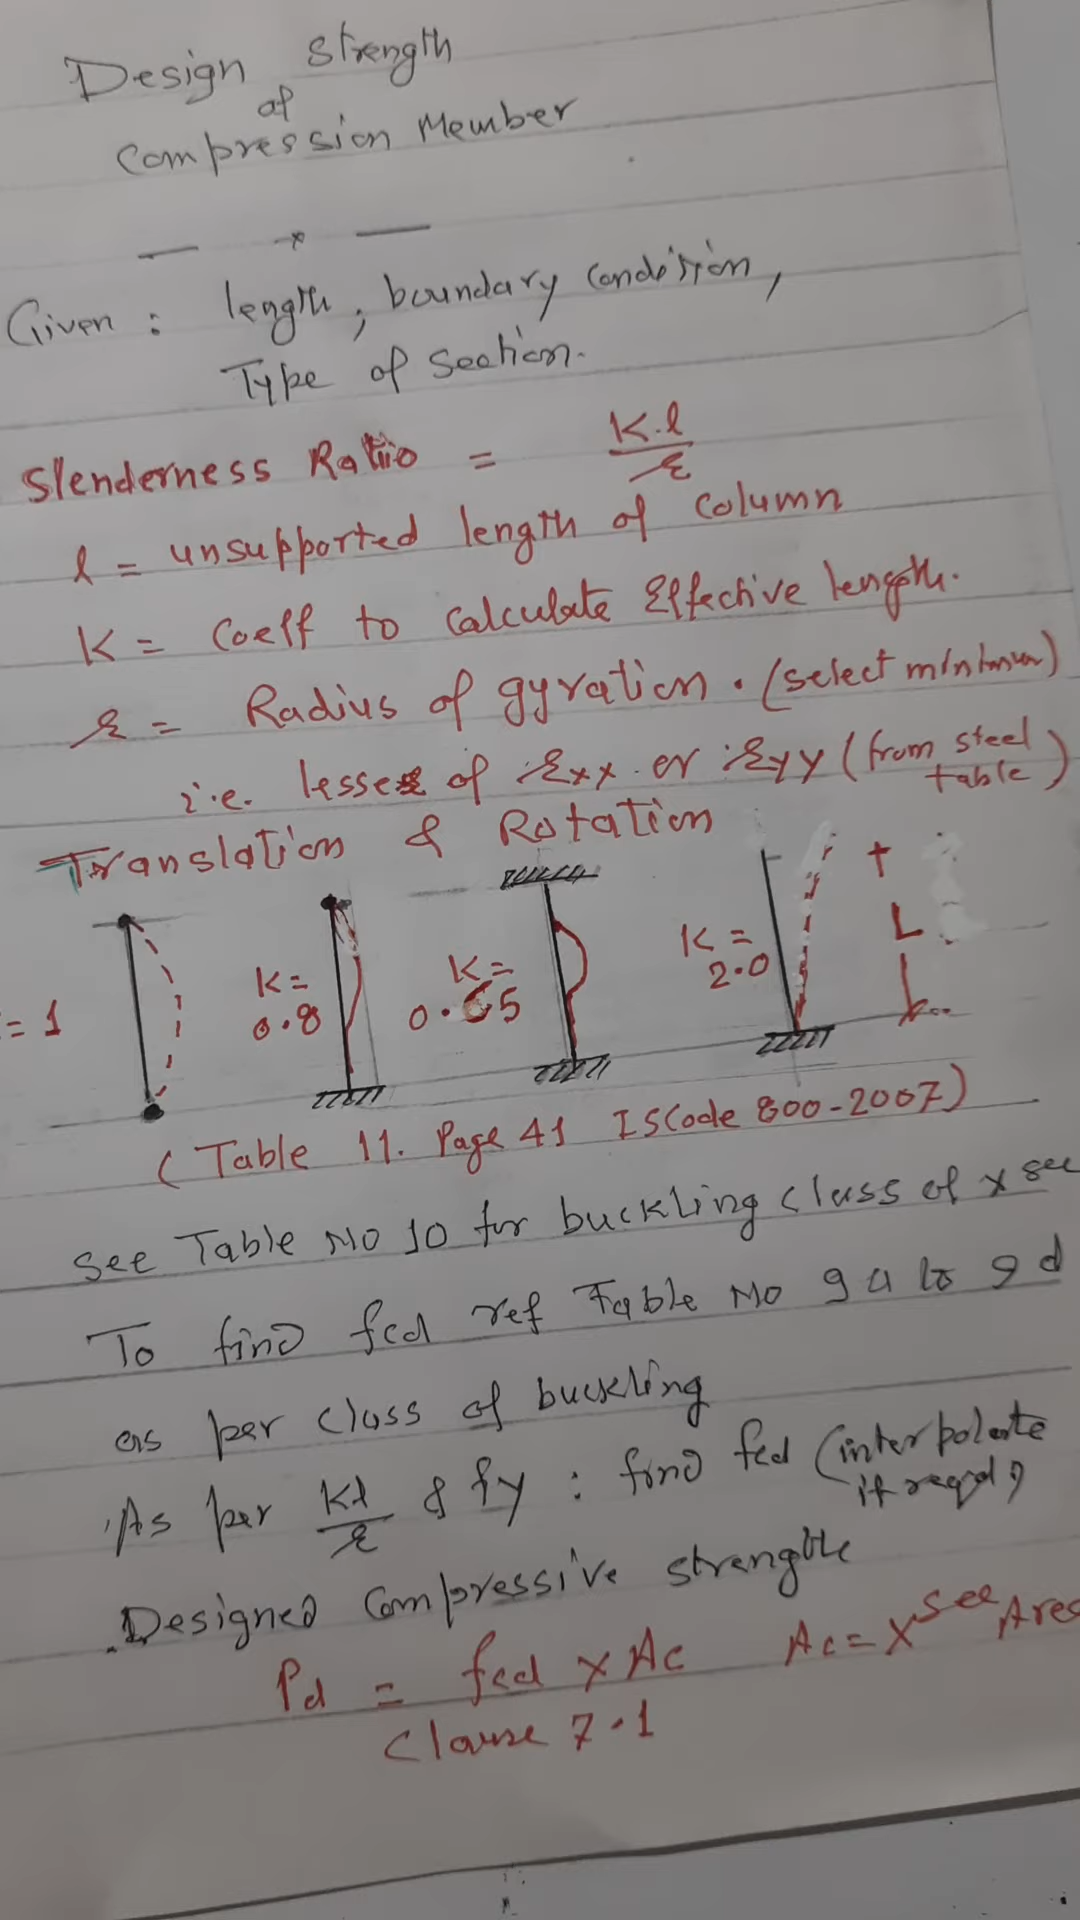 Design strength
of
Compression Member
Given : length, boundary condition,
Type of section.
Slenderness Ratio = K.l / r
l = unsupported length of column
K = Coeff to calculate Effective length.
r = Radius of gyration. (select minimum)
i.e. lesser of rxx or ryy (from steel table)
Translation & Rotation
= 1
K = 0.8
K = 0.65
K = 2.0
(Table 11. Page 41 IS Code 800-2007)
See Table No 10 for buckling class of x sec
To find fcd ref Table No 9a to 9d
as per class of buckling
As per Kl / r & fy : find fcd (interpolate if reqd)
Designed Compressive strength
Pd = fcd x Ac Ac = x sec Area
Clause 7.1